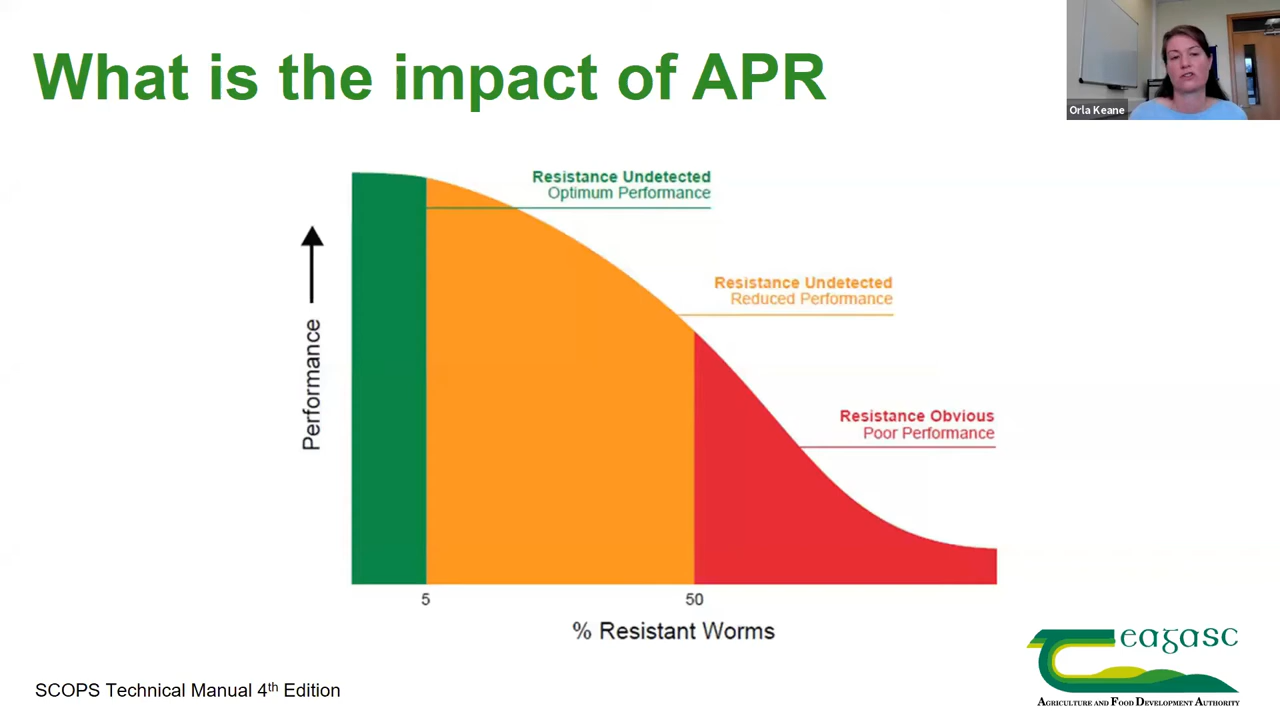 What is the impact of APR
Orla Keane
Resistance Undetected
Optimum Performance
Resistance Undetected
Reduced Performance
Resistance Obvious
Poor Performance
Performance
5
50
% Resistant Worms
SCOPS Technical Manual 4th Edition
eagasc
AGRICULTURE AND FOOD DEVELOPMENT AUTHORITY